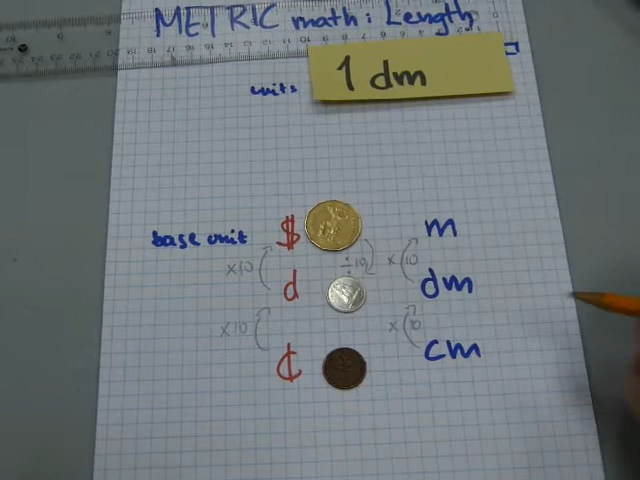 METRIC math: Length
1 dm
units
base unit $ m
x10 ÷10 x10
d dm
x10 x10
¢ cm